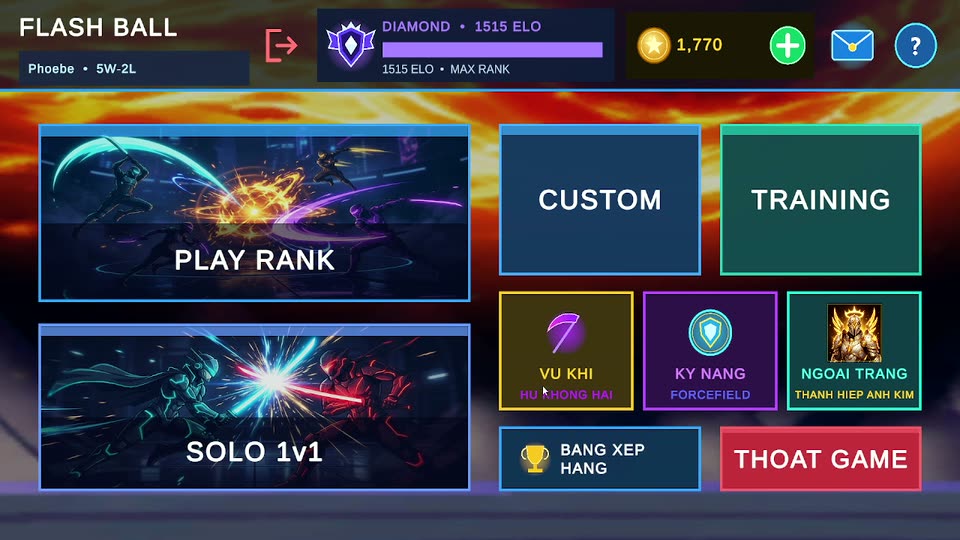 FLASH BALL
Phoebe • 5W-2L
DIAMOND • 1515 ELO
1515 ELO • MAX RANK
1,770
?
PLAY RANK
CUSTOM
TRAINING
SOLO 1v1
VU KHI
HU KHONG HAI
KY NANG
FORCEFIELD
NGOAI TRANG
THANH HIEP ANH KIM
BANG XEP
HANG
THOAT GAME